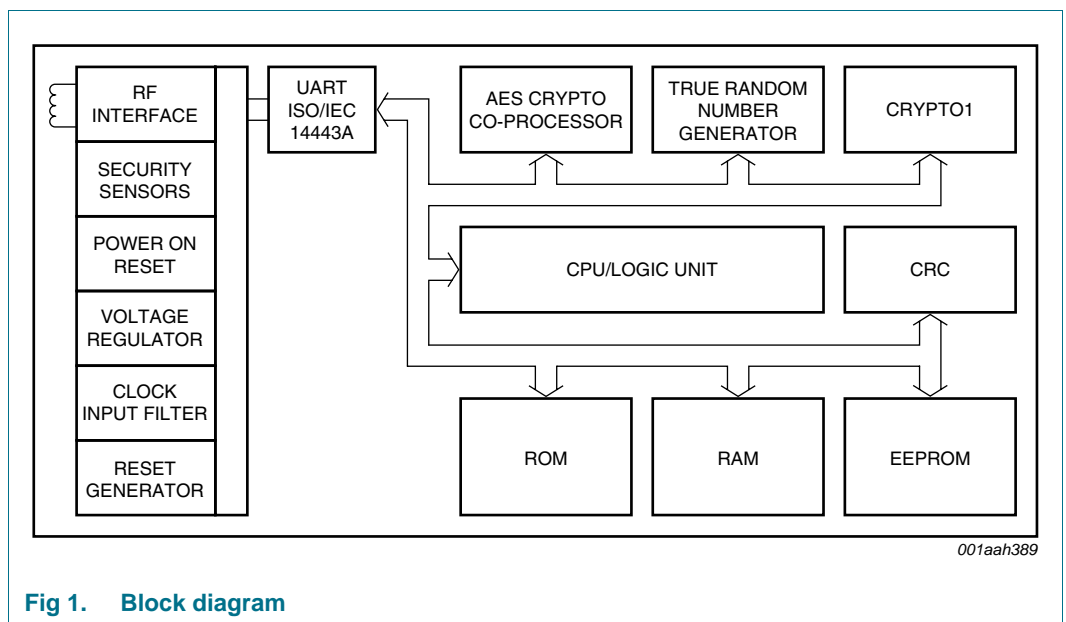 RF
INTERFACE
SECURITY
SENSORS
POWER ON
RESET
VOLTAGE
REGULATOR
CLOCK
INPUT FILTER
RESET
GENERATOR
UART
ISO/IEC
14443A
AES CRYPTO
CO-PROCESSOR
TRUE RANDOM
NUMBER
GENERATOR
CRYPTO1
CPU/LOGIC UNIT
CRC
ROM
RAM
EEPROM
001aah389
Fig 1. Block diagram